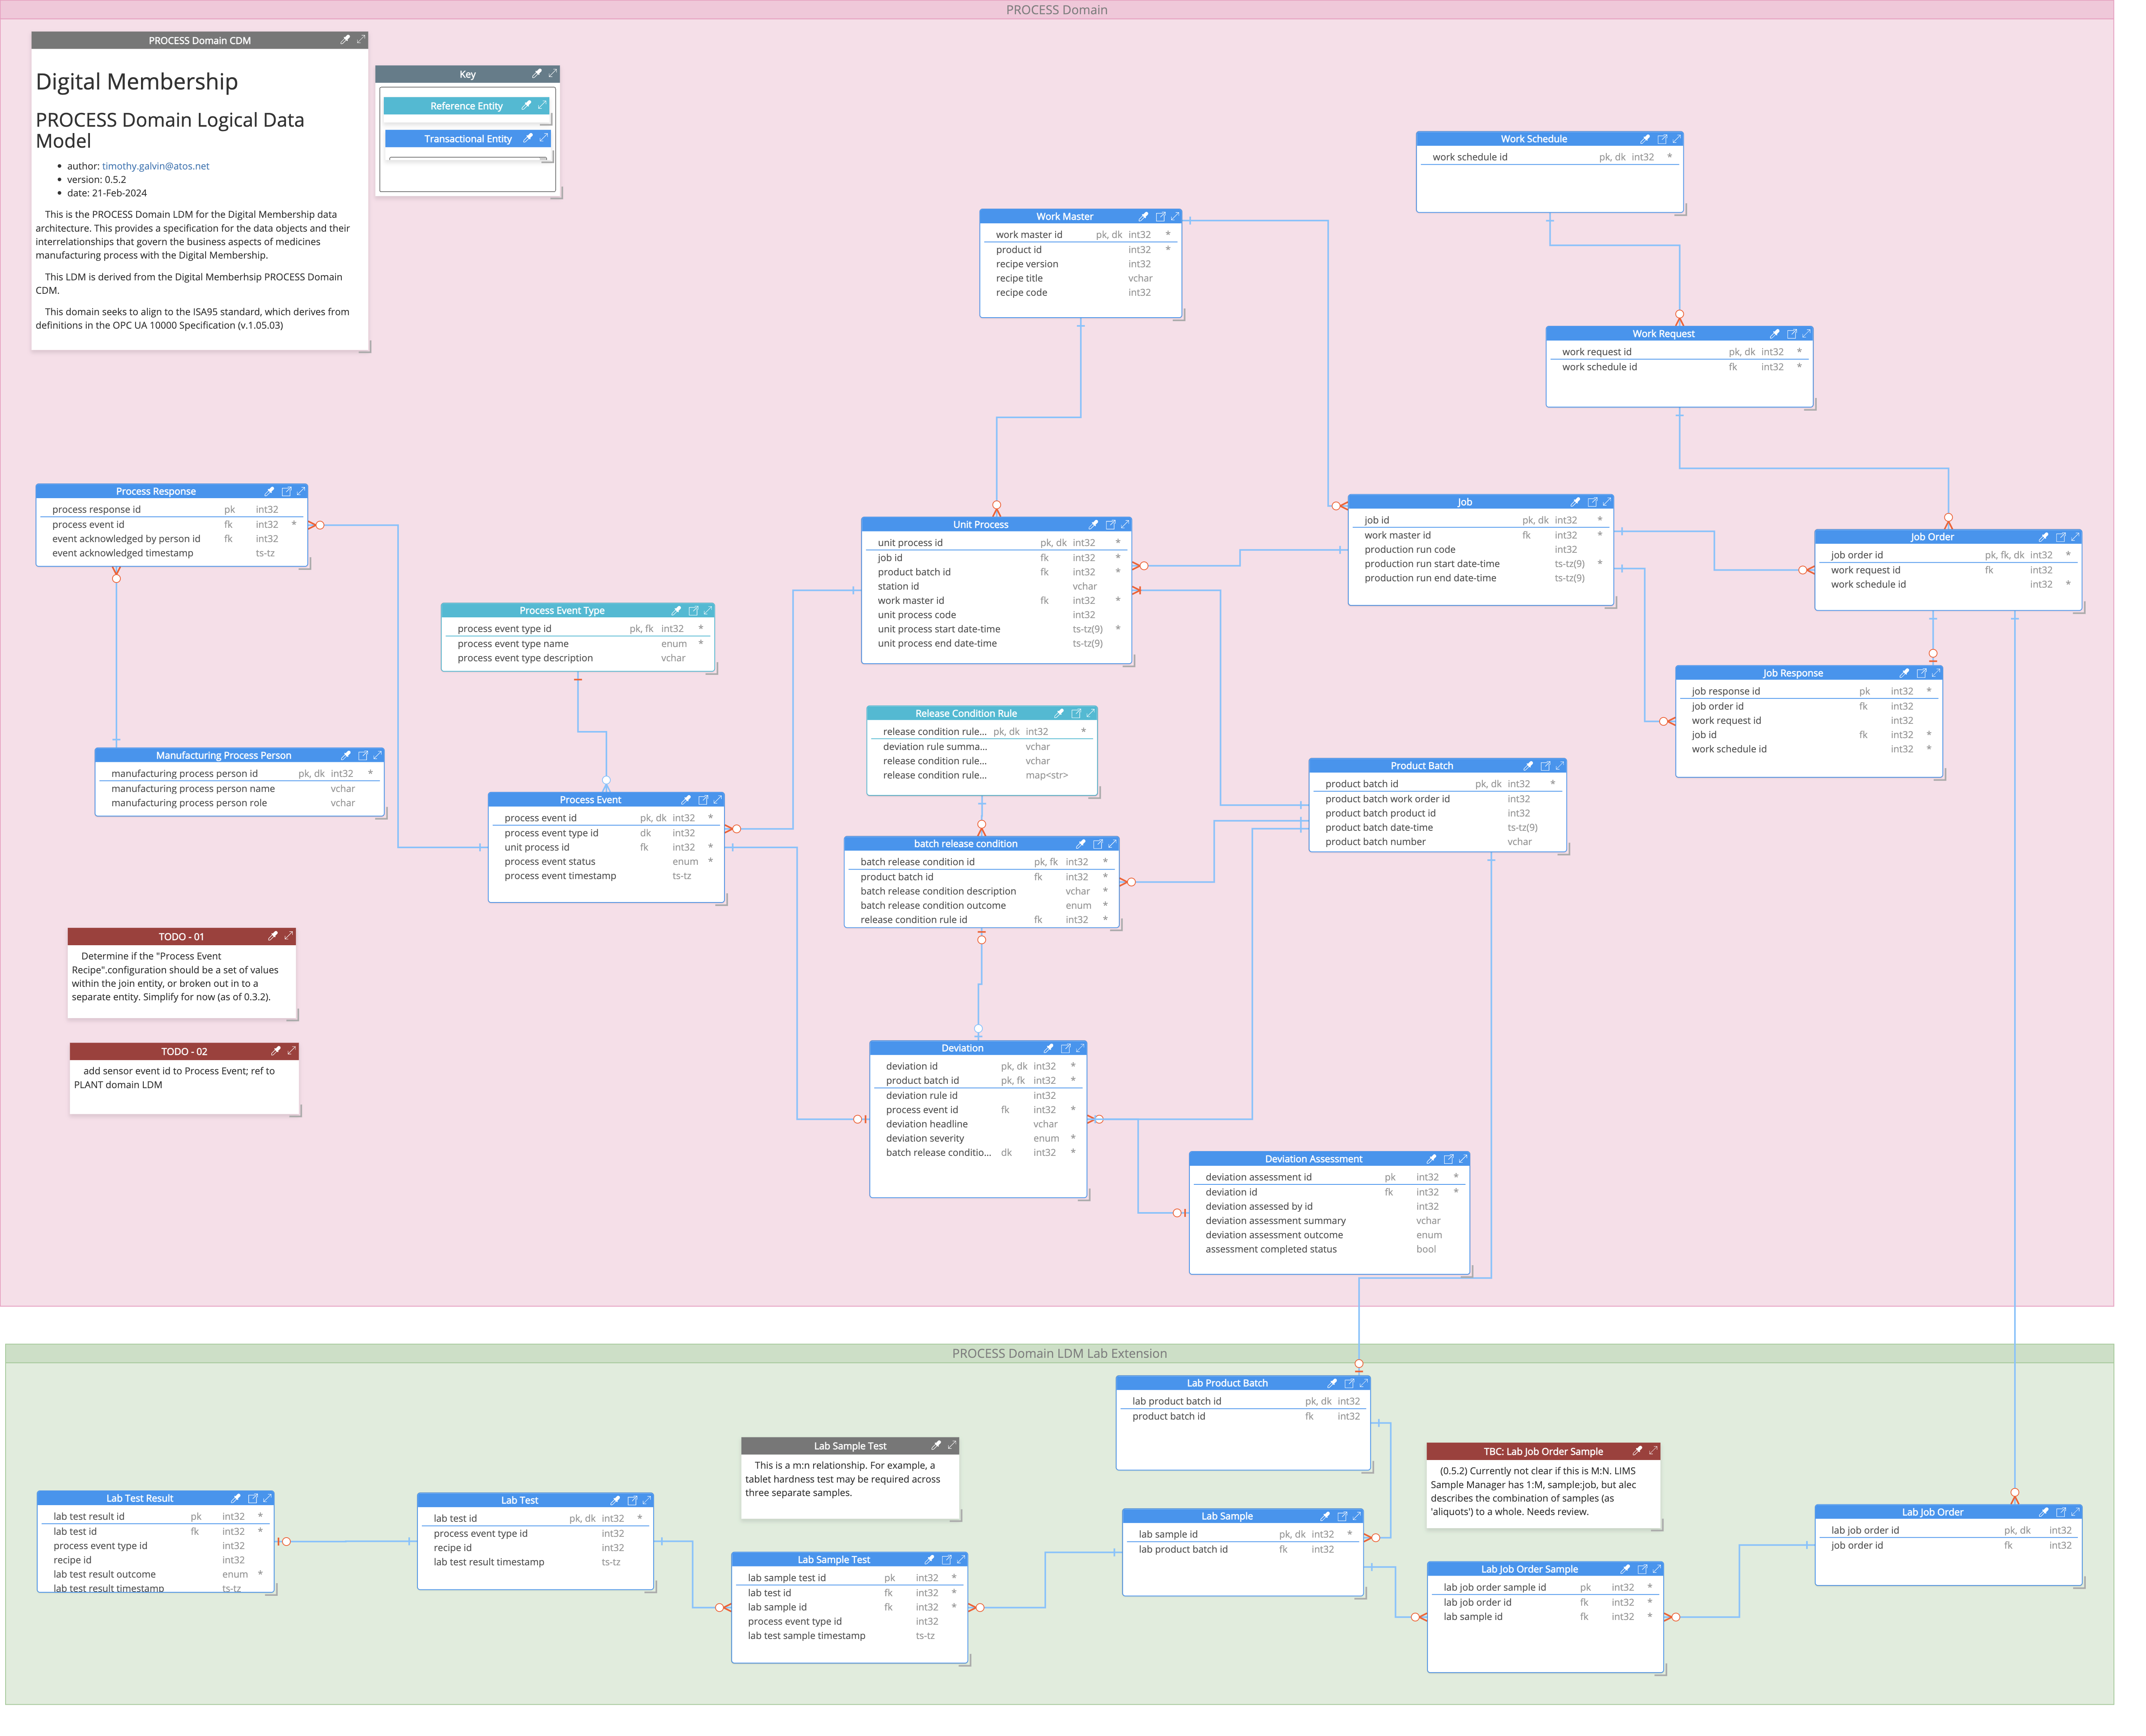 PROCESS Domain
PROCESS Domain CDM
Digital Membership
PROCESS Domain Logical Data
Model
• author: timothy.galvin@atos.net
• version: 0.5.2
• date: 21-Feb-2024
This is the PROCESS Domain LDM for the Digital Membership data
architecture. This provides a specification for the data objects and their
interrelationships that govern the business aspects of medicines
manufacturing process with the Digital Membership.
This LDM is derived from the Digital Memberhsip PROCESS Domain
CDM.
This domain seeks to align to the ISA95 standard, which derives from
definitions in the OPC UA 10000 Specification (v.1.05.03)
Key
Reference Entity
Transactional Entity
Work Schedule
work schedule id pk, dk int32 *
Work Master
work master id pk, dk int32 *
product id int32 *
recipe version int32
recipe title vchar
recipe code int32
Work Request
work request id pk, dk int32 *
work schedule id fk int32 *
Process Response
process response id pk int32
process event id fk int32 *
event acknowledged by person id fk int32
event acknowledged timestamp ts-tz
Unit Process
unit process id pk, dk int32 *
job id fk int32 *
product batch id fk int32 *
station id vchar
work master id fk int32 *
unit process code int32
unit process start date-time ts-tz(9) *
unit process end date-time ts-tz(9)
Job
job id pk, dk int32 *
work master id fk int32 *
production run code int32
production run start date-time ts-tz(9) *
production run end date-time ts-tz(9)
Job Order
job order id pk, fk, dk int32 *
work request id fk int32
work schedule id int32 *
Process Event Type
process event type id pk, fk int32 *
process event type name enum *
process event type description vchar
Job Response
job response id pk int32 *
job order id fk int32
work request id int32
job id fk int32 *
work schedule id int32 *
Release Condition Rule
release condition rule... pk, dk int32 *
deviation rule summa... vchar
release condition rule... vchar
release condition rule... map<str>
Manufacturing Process Person
manufacturing process person id pk, dk int32 *
manufacturing process person name vchar
manufacturing process person role vchar
Product Batch
product batch id pk, dk int32 *
product batch work order id int32
product batch product id int32
product batch date-time ts-tz(9)
product batch number vchar
Process Event
process event id pk, dk int32 *
process event type id dk int32
unit process id fk int32 *
process event status enum *
process event timestamp ts-tz
batch release condition
batch release condition id pk, fk int32 *
product batch id fk int32 *
batch release condition description vchar *
batch release condition outcome enum *
release condition rule id fk int32 *
TODO - 01
Determine if the "Process Event
Recipe".configuration should be a set of values
within the join entity, or broken out in to a
separate entity. Simplify for now (as of 0.3.2).
TODO - 02
add sensor event id to Process Event; ref to
PLANT domain LDM
Deviation
deviation id pk, dk int32 *
product batch id pk, fk int32 *
deviation rule id int32
process event id fk int32 *
deviation headline vchar
deviation severity enum *
batch release conditio... dk int32 *
Deviation Assessment
deviation assessment id pk int32 *
deviation id fk int32 *
deviation assessed by id int32
deviation assessment summary vchar
deviation assessment outcome enum
assessment completed status bool
PROCESS Domain LDM Lab Extension
Lab Product Batch
lab product batch id pk, dk int32
product batch id fk int32
Lab Sample Test
This is a m:n relationship. For example, a
tablet hardness test may be required across
three separate samples.
TBC: Lab Job Order Sample
(0.5.2) Currently not clear if this is M:N. LIMS
Sample Manager has 1:M, sample:job, but alec
describes the combination of samples (as
'aliquots') to a whole. Needs review.
Lab Test Result
lab test result id pk int32 *
lab test id fk int32 *
process event type id int32
recipe id int32
lab test result outcome enum *
lab test result timestamp ts-tz
Lab Test
lab test id pk, dk int32 *
process event type id int32
recipe id int32
lab test result timestamp ts-tz
Lab Sample
lab sample id pk, dk int32 *
lab product batch id fk int32
Lab Job Order
lab job order id pk, dk int32
job order id fk int32
Lab Sample Test
lab sample test id pk int32 *
lab test id fk int32 *
lab sample id fk int32 *
process event type id int32
lab test sample timestamp ts-tz
Lab Job Order Sample
lab job order sample id pk int32 *
lab job order id fk int32 *
lab sample id fk int32 *